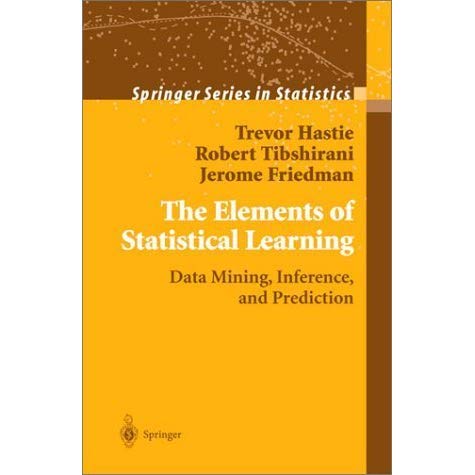 Springer Series in Statistics
Trevor Hastie
Robert Tibshirani
Jerome Friedman
The Elements of
Statistical Learning
Data Mining, Inference,
and Prediction
Springer